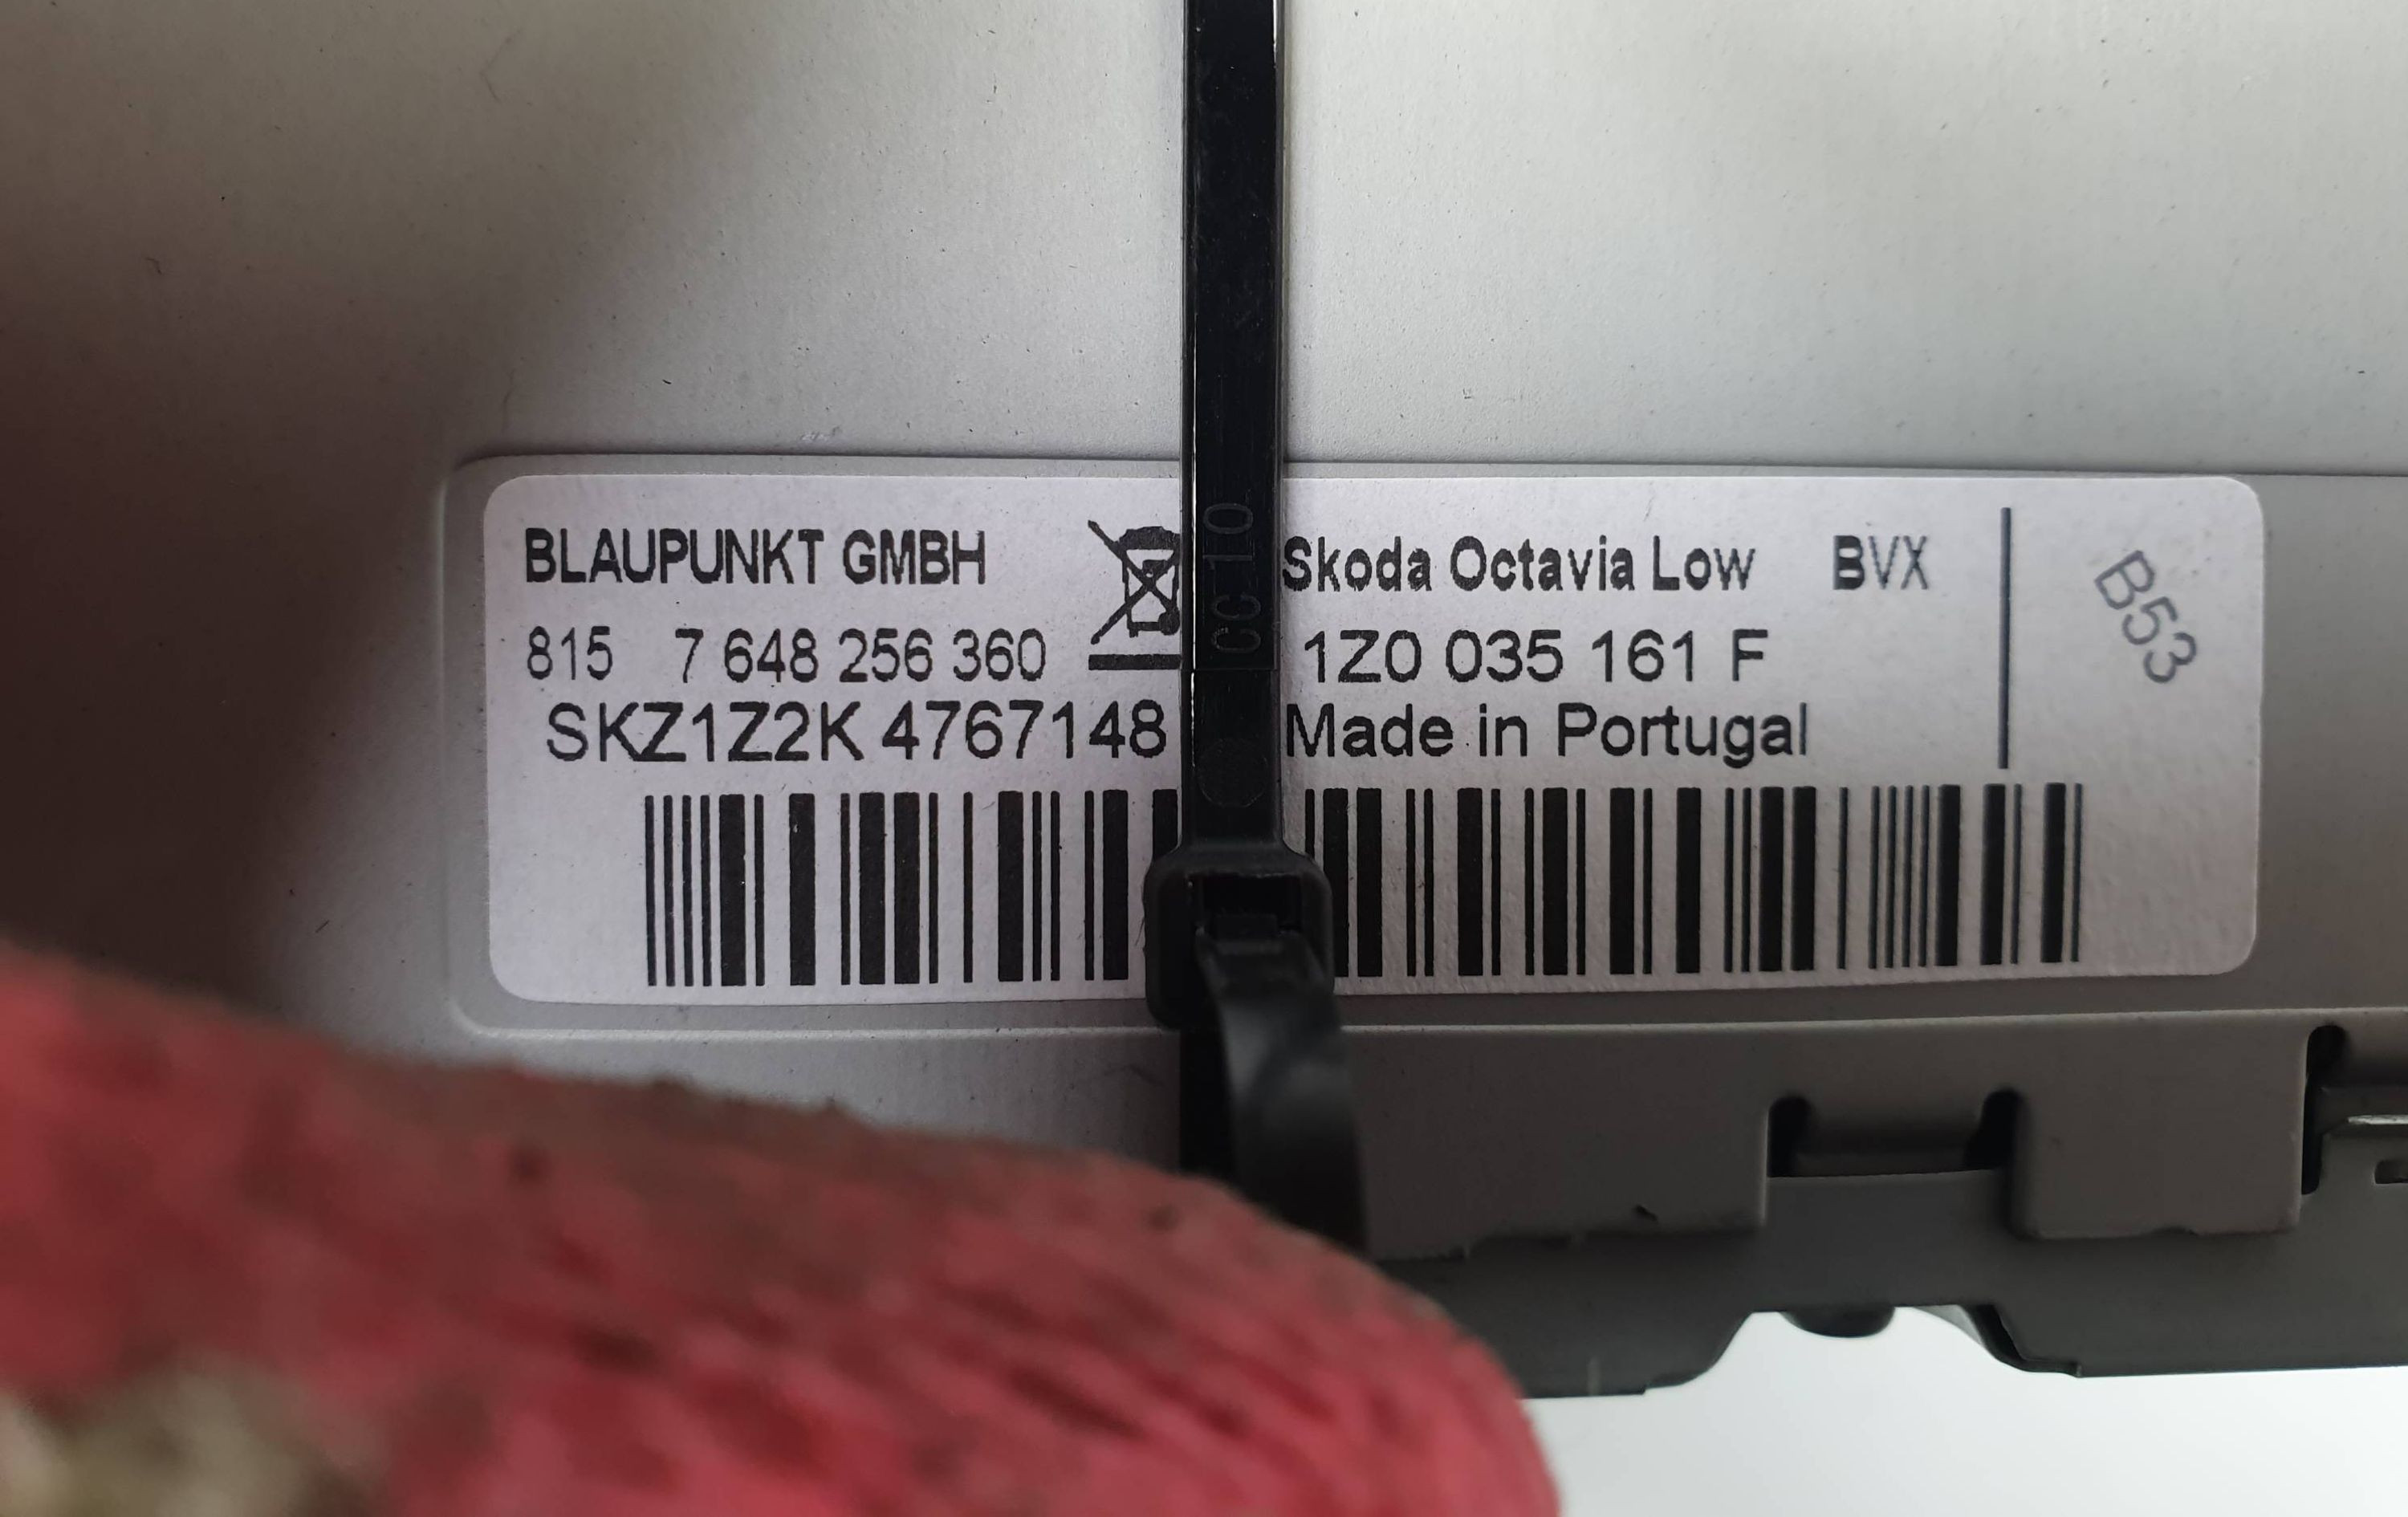 BLAUPUNKT GMBH Skoda Octavia Low BVX
815 7 648 256 360 1Z0 035 161 F
SKZ1Z2K 4767148 Made in Portugal
B53
CC 10